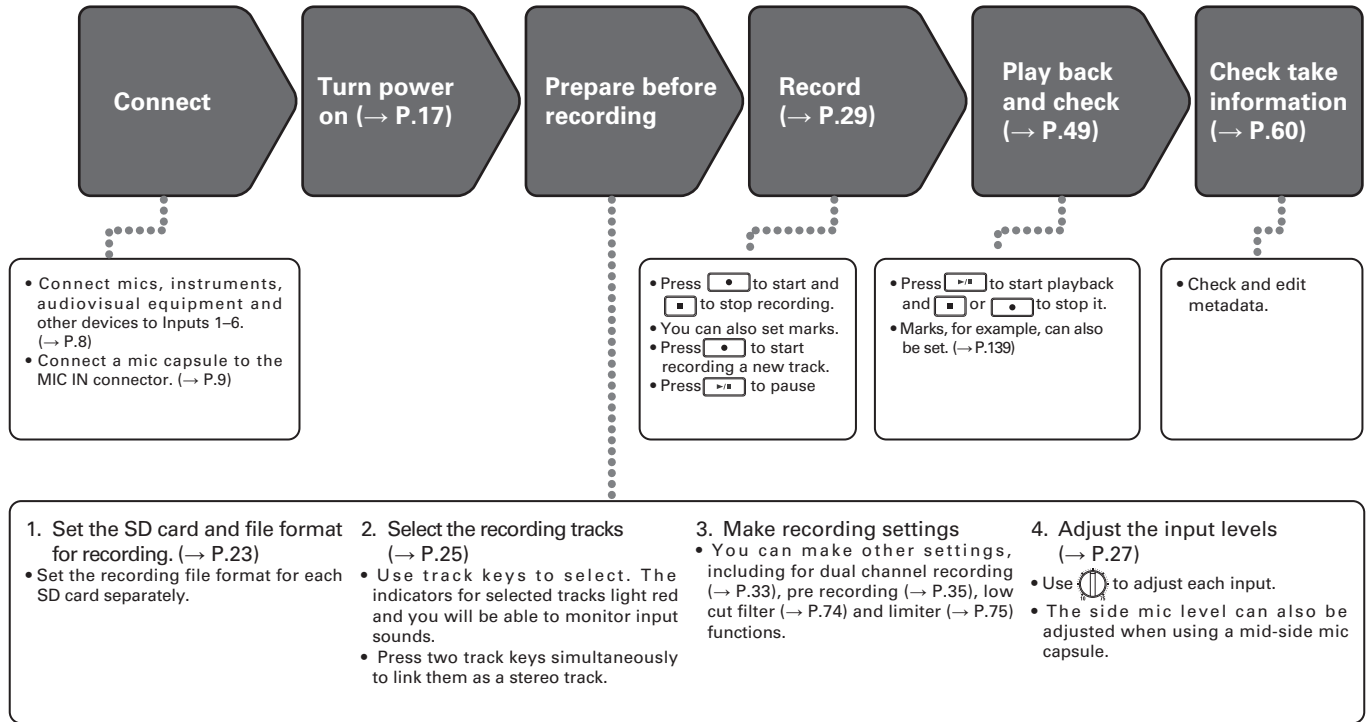 Connect
Turn power
on (→ P.17)
Prepare before
recording
Record
(→ P.29)
Play back
and check
(→ P.49)
Check take
information
(→ P.60)
• Connect mics, instruments,
audiovisual equipment and
other devices to Inputs 1–6.
(→ P.8)
• Connect a mic capsule to the
MIC IN connector. (→ P.9)
• Press to start and
to stop recording.
• You can also set marks.
• Press to start
recording a new track.
• Press to pause
• Press to start playback
and or to stop it.
• Marks, for example, can also
be set. (→P.139)
• Check and edit
metadata.
1. Set the SD card and file format
for recording. (→ P.23)
• Set the recording file format for each
SD card separately.
2. Select the recording tracks
(→ P.25)
• Use track keys to select. The
indicators for selected tracks light red
and you will be able to monitor input
sounds.
• Press two track keys simultaneously
to link them as a stereo track.
3. Make recording settings
• You can make other settings,
including for dual channel recording
(→ P.33), pre recording (→ P.35), low
cut filter (→ P.74) and limiter (→ P.75)
functions.
4. Adjust the input levels
(→ P.27)
• Use to adjust each input.
• The side mic level can also be
adjusted when using a mid-side mic
capsule.